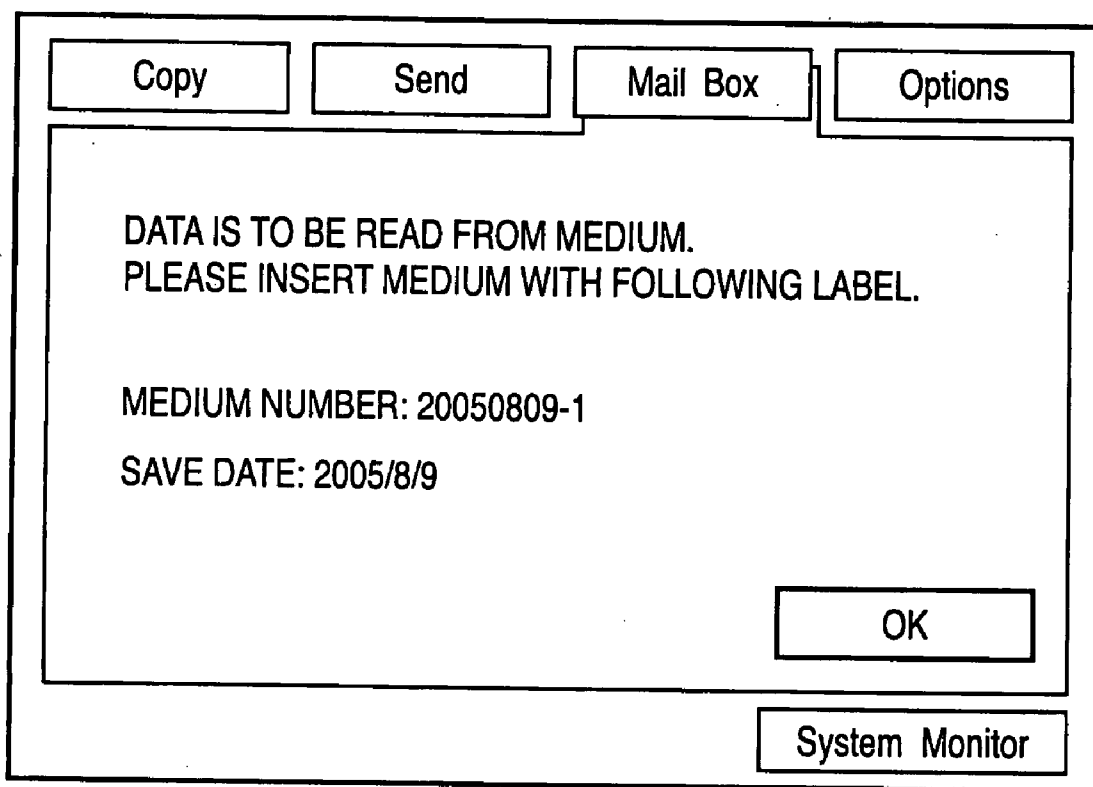 Copy Send Mail Box Options
DATA IS TO BE READ FROM MEDIUM.
PLEASE INSERT MEDIUM WITH FOLLOWING LABEL.
MEDIUM NUMBER: 20050809-1
SAVE DATE: 2005/8/9
OK
System Monitor